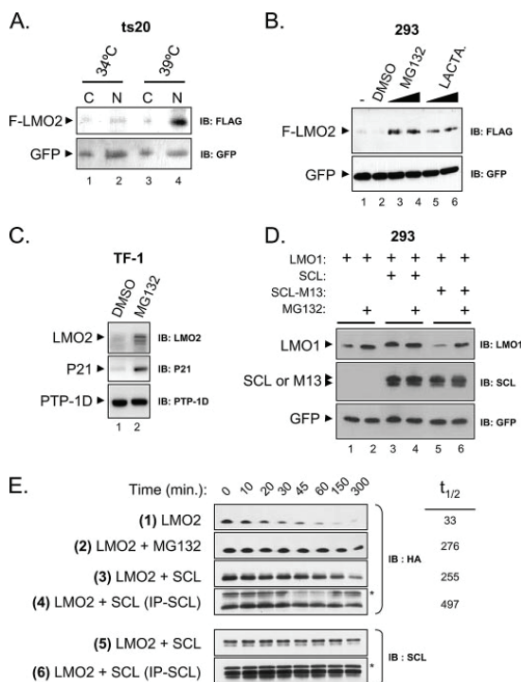 A.
ts20
34ºC 39ºC
C N C N
F-LMO2 IB: FLAG
GFP IB: GFP
1 2 3 4
B.
293
- DMSO MG132 LACTA.
F-LMO2 IB: FLAG
GFP IB: GFP
1 2 3 4 5 6
C.
TF-1
DMSO MG132
LMO2 IB: LMO2
P21 IB: P21
PTP-1D IB: PTP-1D
1 2
D.
293
LMO1: + + + + + +
SCL: + +
SCL-M13: + +
MG132: + + +
LMO1 IB: LMO1
SCL or M13 IB: SCL
GFP IB: GFP
1 2 3 4 5 6
E.
Time (min.): 0 10 20 30 45 60 150 300 t1/2
(1) LMO2 33
(2) LMO2 + MG132 276
IB : HA
(3) LMO2 + SCL 255
(4) LMO2 + SCL (IP-SCL) * 497
(5) LMO2 + SCL
IB : SCL
(6) LMO2 + SCL (IP-SCL) *